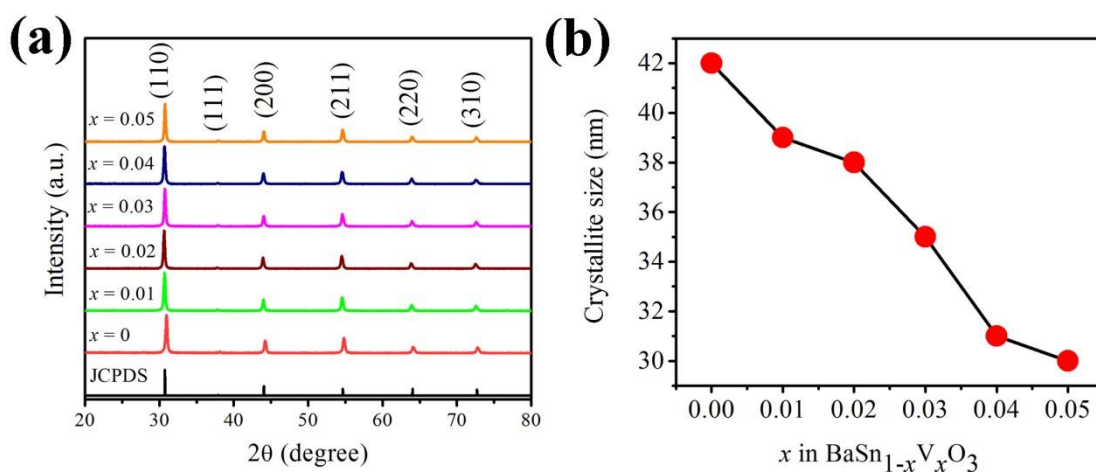 (a)
(110)
(111)
(200)
(211)
(220)
(310)
x = 0.05
x = 0.04
x = 0.03
x = 0.02
x = 0.01
x = 0
JCPDS
Intensity (a.u.)
20 30 40 50 60 70 80
2θ (degree)
(b)
42
40
38
36
34
32
30
Crystallite size (nm)
0.00 0.01 0.02 0.03 0.04 0.05
x in BaSn1-xVxO3